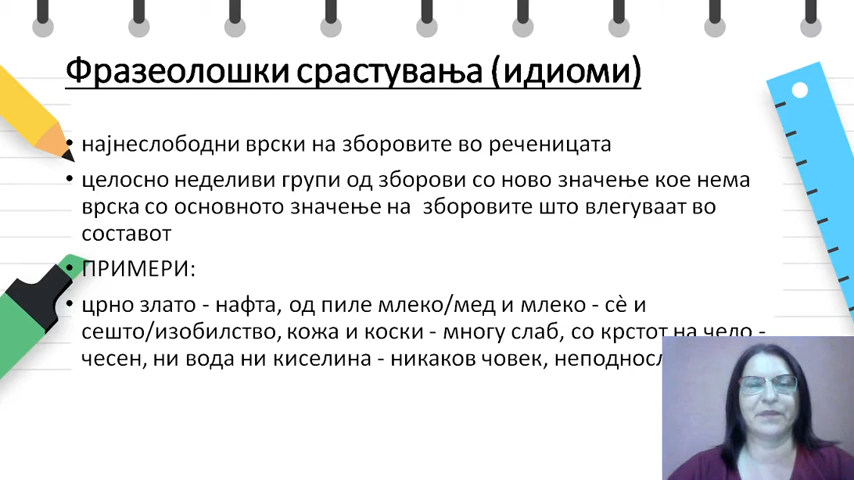 Фразеолошки срастувања (идиоми)
• најнеслободни врски на зборовите во реченицата
• целосно неделиви групи од зборови со ново значење кое нема
врска со основното значење на зборовите што влегуваат во
составот
• ПРИМЕРИ:
• црно злато - нафта, од пиле млеко/мед и млеко - сѐ и
сешто/изобилство, кожа и коски - многу слаб, со крстот на чело -
чесен, ни вода ни киселина - никаков човек,